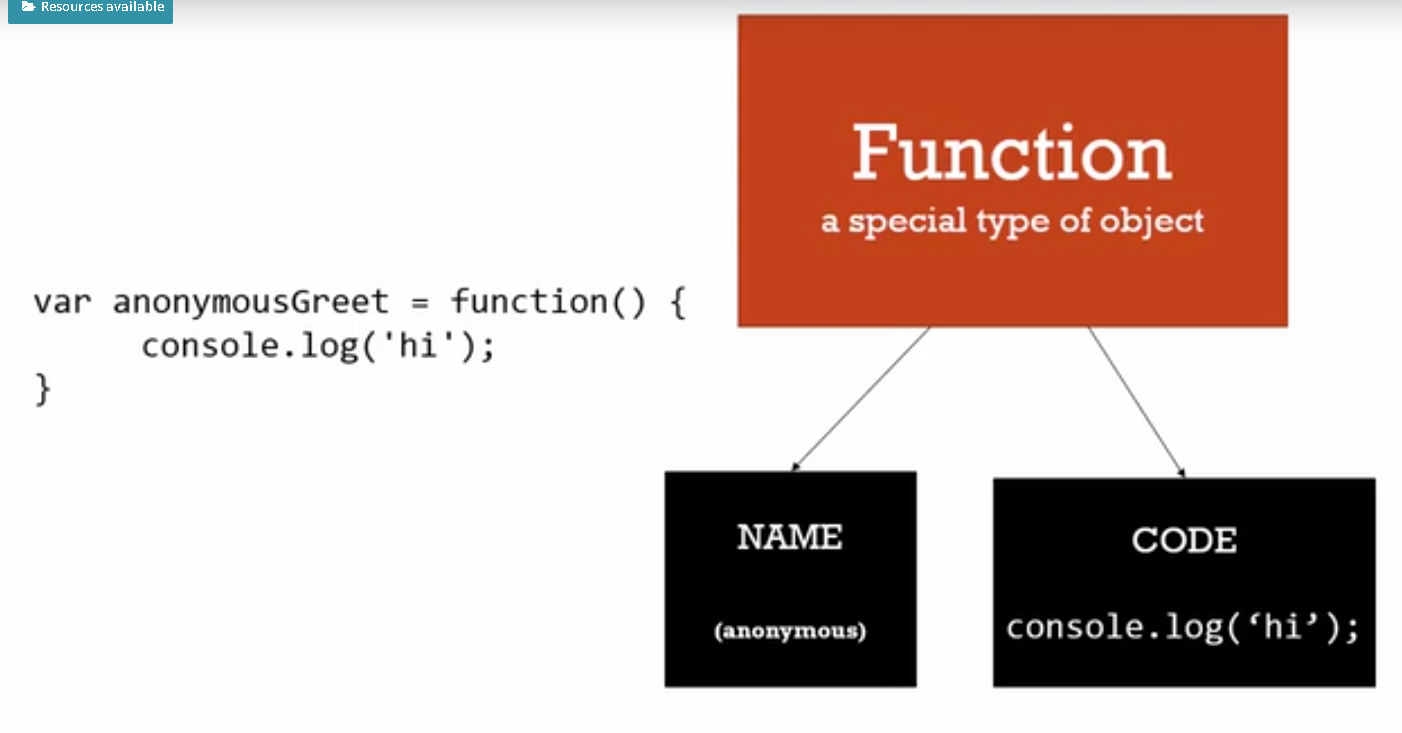 Resources available
Function
a special type of object
var anonymousGreet = function() {
console.log('hi');
}
NAME
(anonymous)
CODE
console.log(‘hi’);